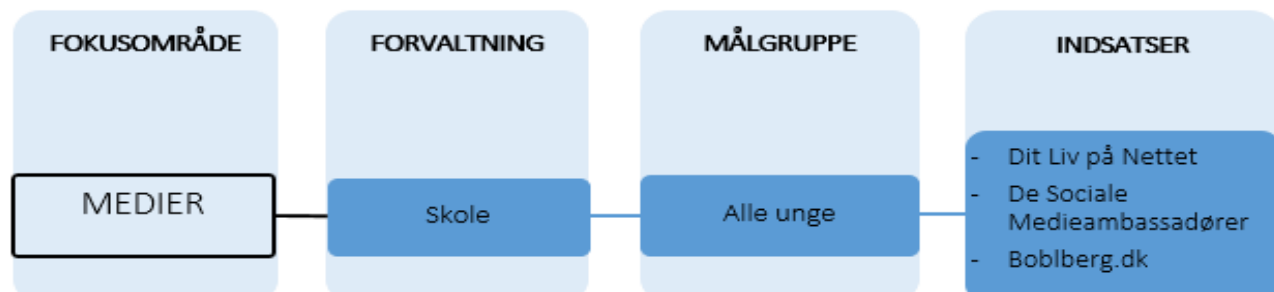 FOKUSOMRÅDE
FORVALTNING
MÅLGRUPPE
INDSATSER
MEDIER
Skole
Alle unge
- Dit Liv på Nettet
- De Sociale
Medieambassadører
- Boblberg.dk